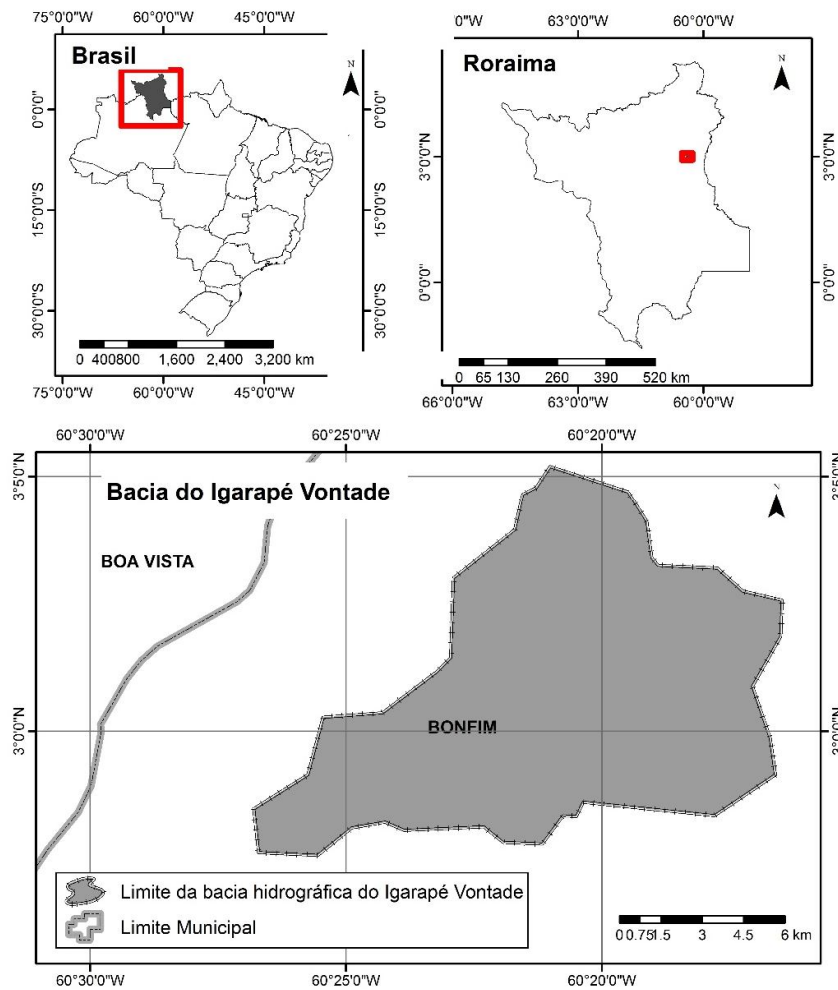 75°0'0"W 60°0'0"W 45°0'0"W
Brasil
N
0°0'0"
15°0'0"S
30°0'0"S
0°0'0"
15°0'0"S
30°0'0"S
0 400800 1,600 2,400 3,200 km
75°0'0"W 60°0'0"W 45°0'0"W
0'0"W 63°0'0"W 60°0'0"W
Roraima
N
3°0'0"N
0°0'0"
3°0'0"N
0°0'0"
0 65 130 260 390 520 km
66°0'0"W 63°0'0"W 60°0'0"W
60°30'0"W 60°25'0"W 60°20'0"W
3°5'0"N
3°5'0"N
Bacia do Igarapé Vontade
N
BOA VISTA
BONFIM
3°0'0"N
3°0'0"N
Limite da bacia hidrográfica do Igarapé Vontade
Limite Municipal
0 0.75 1.5 3 4.5 6 km
60°30'0"W 60°25'0"W 60°20'0"W